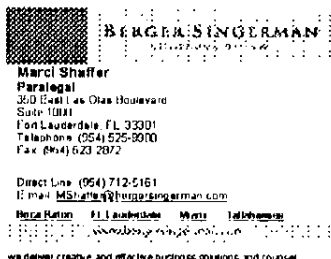 BERGER SINGERMAN
Marci Shaffer
Paralegal
350 East Las Olas Boulevard
Suite 1000
Fort Lauderdale, FL 33301
Telephone: (954) 525-9900
Fax: (954) 523-2872
Direct Line: (954) 712-5161
E-mail: MShaffer@bergersingerman.com
Boca Raton Ft. Lauderdale Miami Tallahassee
we deliver creative and effective business solutions and counsel